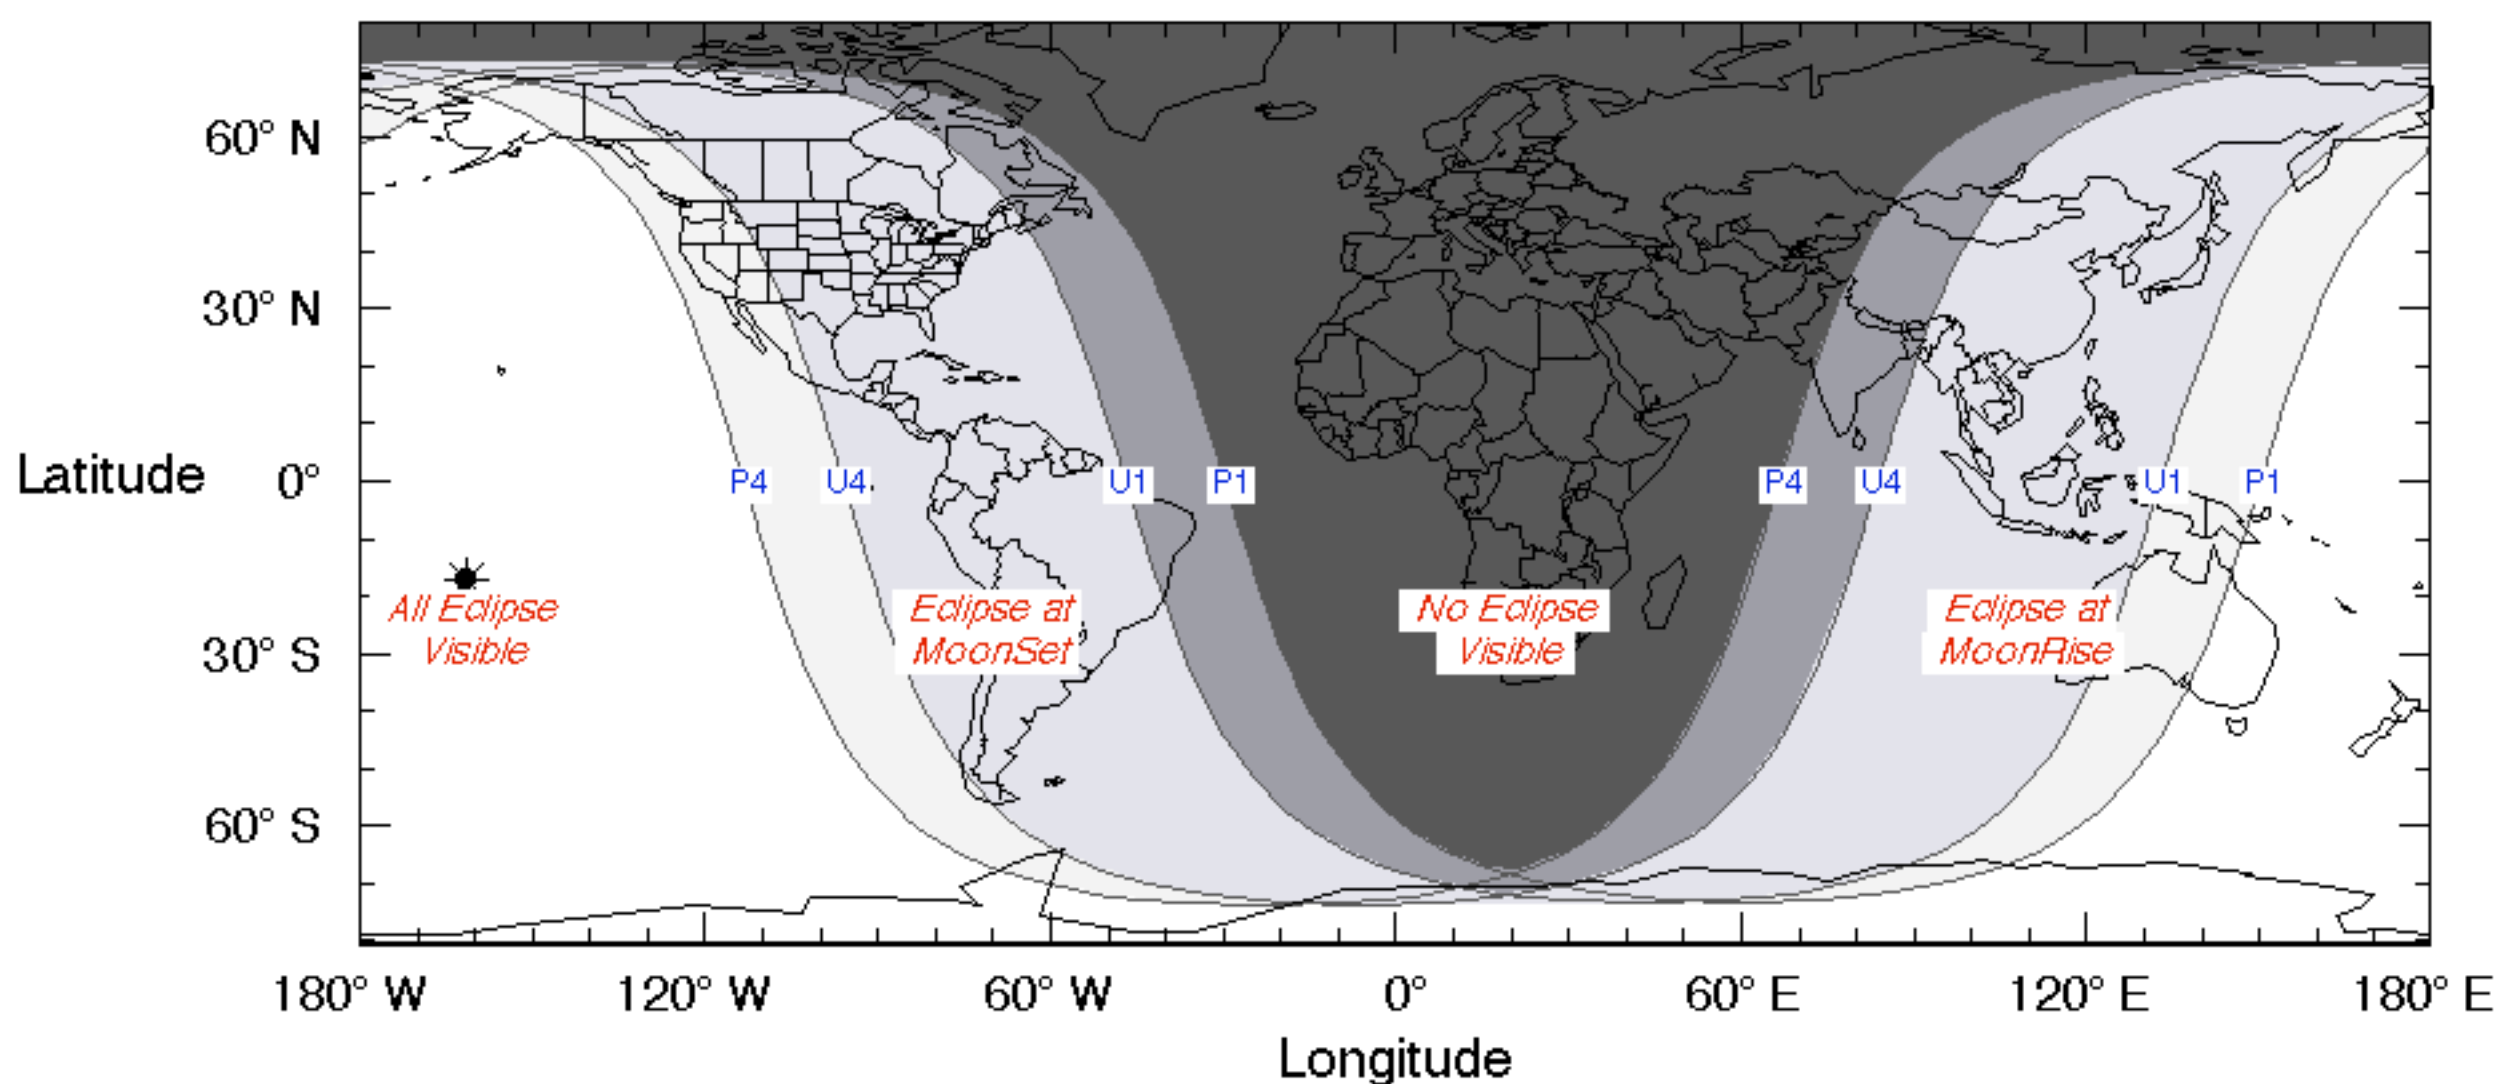 60° N
30° N
Latitude 0°
P4 U4 U1 P1 P4 U4 U1 P1
All Eclipse
Visible
Eclipse at
MoonSet
No Eclipse
Visible
Eclipse at
MoonRise
30° S
60° S
180° W 120° W 60° W 0° 60° E 120° E 180° E
Longitude